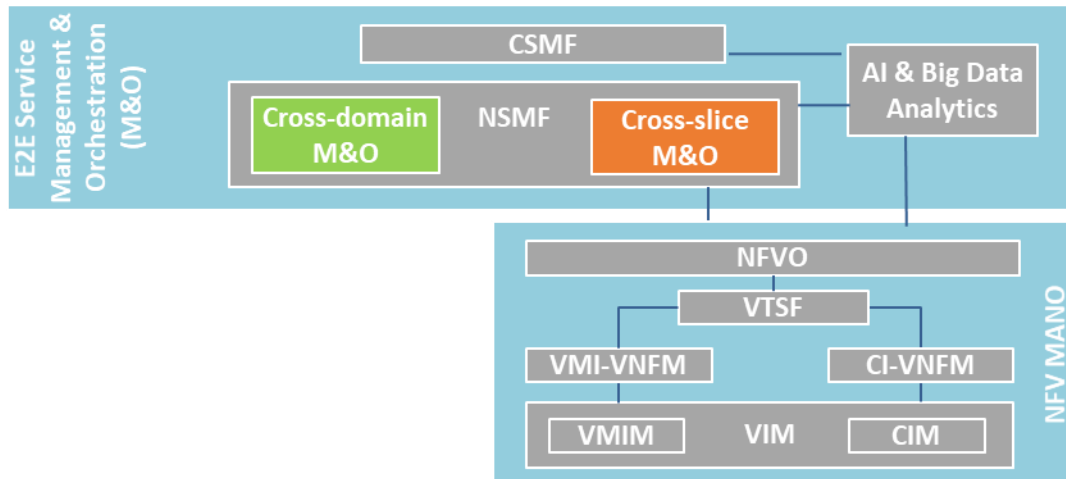 E2E Service
Management &
Orchestration
(M&O)
CSMF
AI & Big Data
Analytics
Cross-domain
M&O
NSMF
Cross-slice
M&O
NFVO
VTSF
VMI-VNFM
CI-VNFM
VMIM
VIM
CIM
NFV MANO